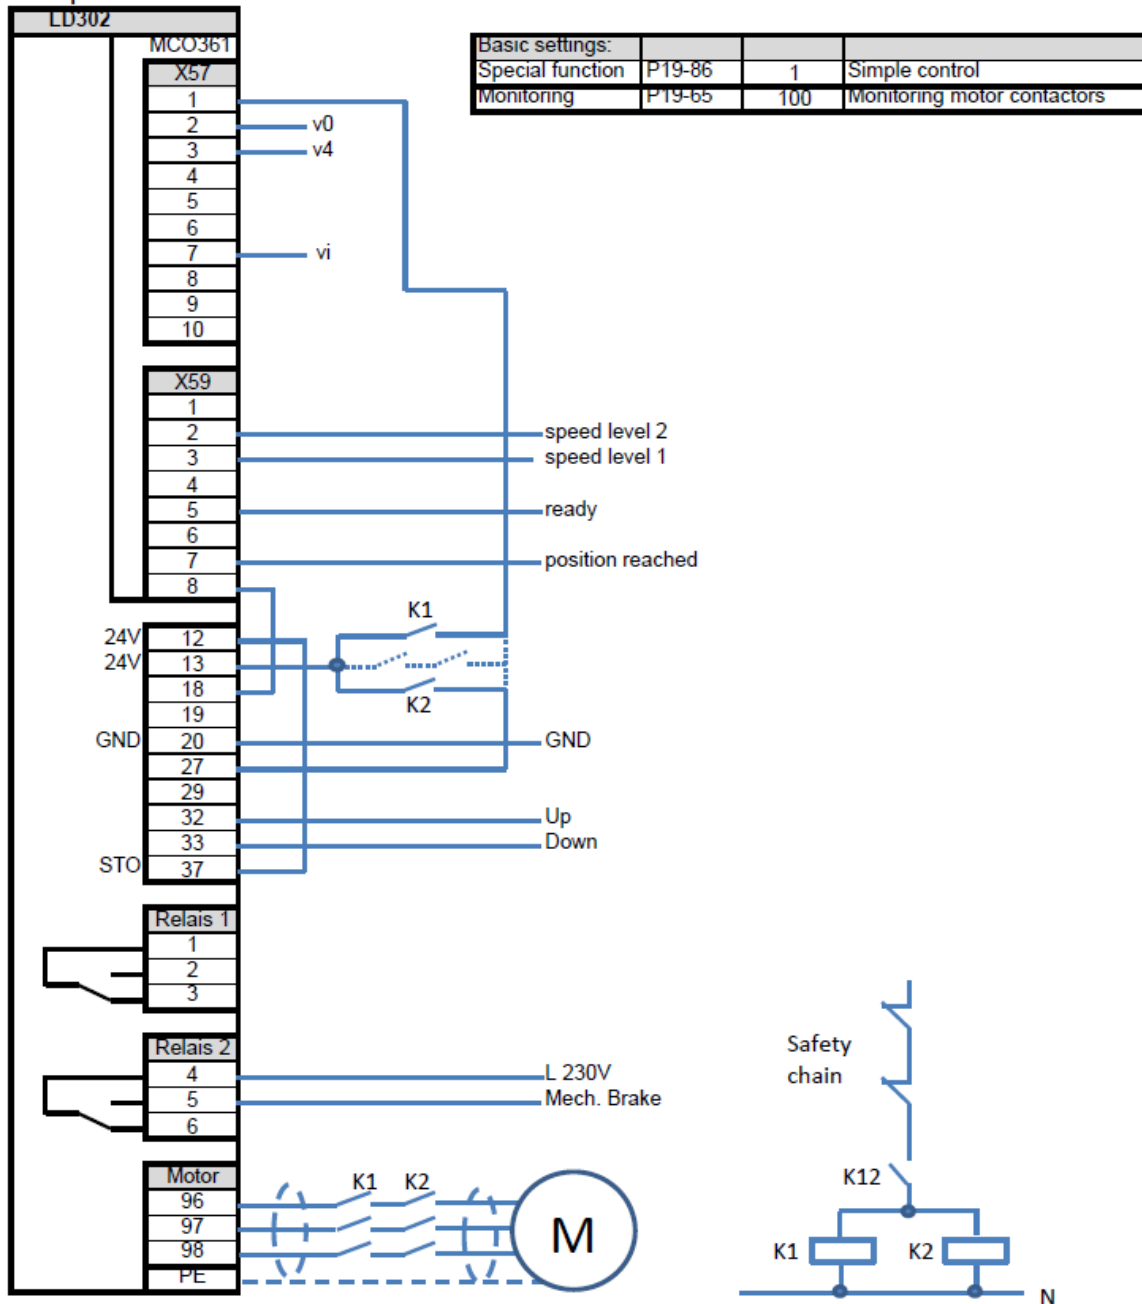 LD302
MCO361
X57
1
2 v0
3 v4
4
5
6
7 vi
8
9
10
Basic settings:
Special function P19-86 1 Simple control
Monitoring P19-65 100 Monitoring motor contactors
X59
1
2 speed level 2
3 speed level 1
4
5 ready
6
7 position reached
8
K1
24V 12
24V 13
18
K2
19
GND 20 GND
27
29
32 Up
33 Down
STO 37
Relais 1
1
2
3
Relais 2
4 L 230V
5 Mech. Brake
6
Safety
chain
K12
K1 K2
N
Motor
K1 K2
96
97
98
PE
M